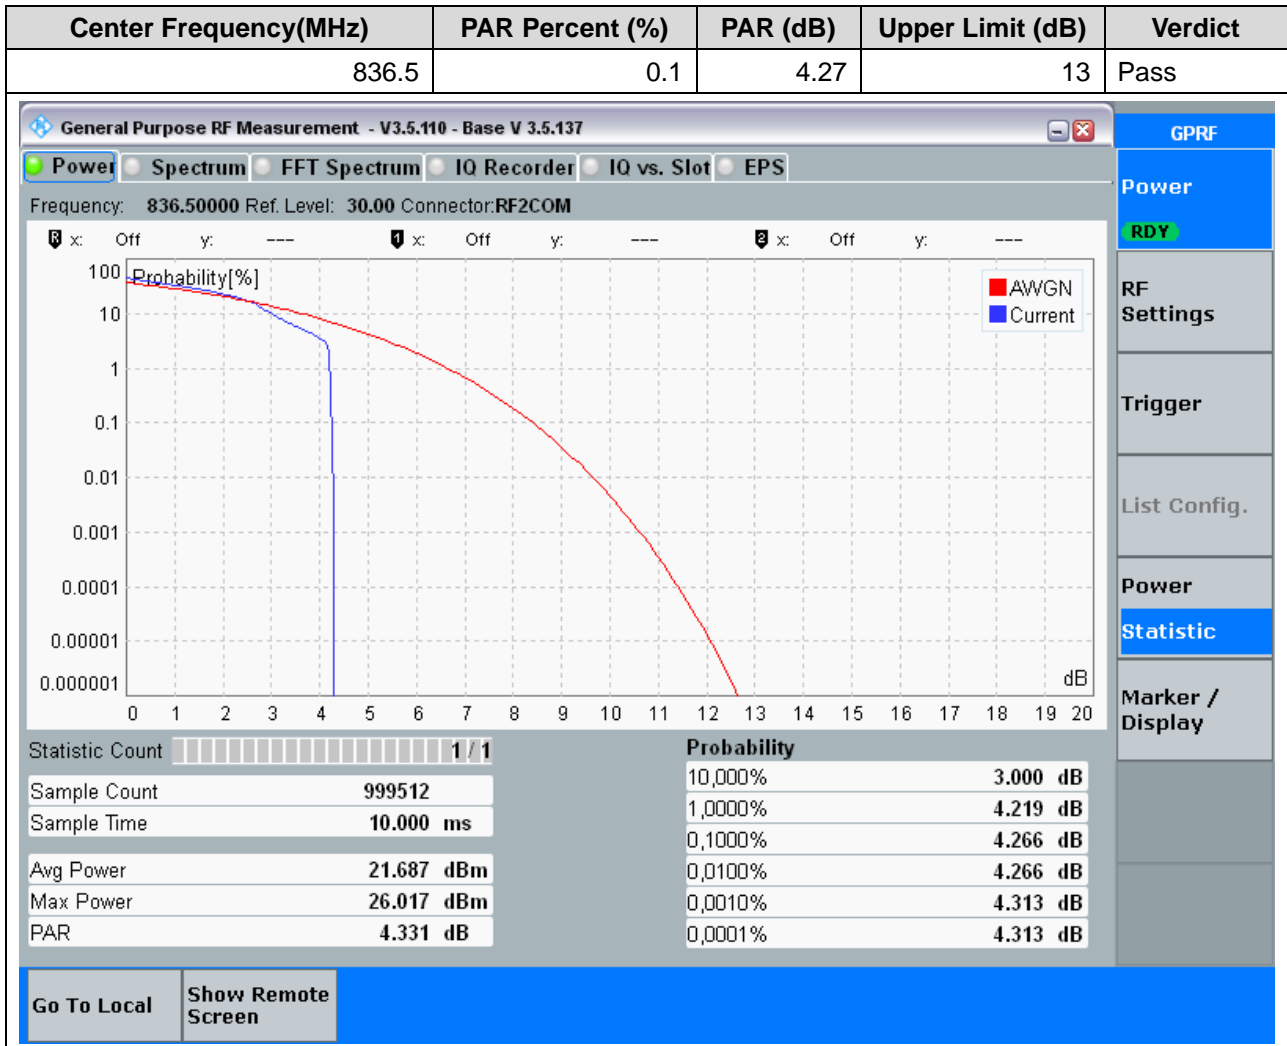 Center Frequency(MHz) PAR Percent (%) PAR (dB) Upper Limit (dB) Verdict
836.5 0.1 4.27 13 Pass
General Purpose RF Measurement - V3.5.110 - Base V 3.5.137
GPRF
Power Spectrum FFT Spectrum IQ Recorder IQ vs. Slot EPS
Power
RDY
Frequency: 836.50000 Ref. Level: 30.00 Connector:RF2COM
R x: Off y: --- 1 x: Off y: --- 2 x: Off y: ---
Probability[%]
AWGN
Current
100
10
1
0.1
0.01
0.001
0.0001
0.00001
0.000001
dB
0 1 2 3 4 5 6 7 8 9 10 11 12 13 14 15 16 17 18 19 20
RF
Settings
Trigger
List Config.
Power
Statistic
Marker /
Display
Statistic Count 1 / 1
Sample Count 999512
Sample Time 10.000 ms
Avg Power 21.687 dBm
Max Power 26.017 dBm
PAR 4.331 dB
Probability
10,000% 3.000 dB
1,0000% 4.219 dB
0,1000% 4.266 dB
0,0100% 4.266 dB
0,0010% 4.313 dB
0,0001% 4.313 dB
Go To Local
Show Remote
Screen